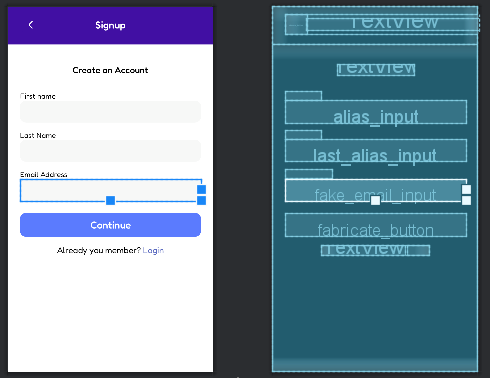 Signup
Create an Account
First name
Last Name
Email Address
Continue
Already you member? Login
TextView
TextView
alias_input
last_alias_input
fake_email_input
fabricate_button
TextView